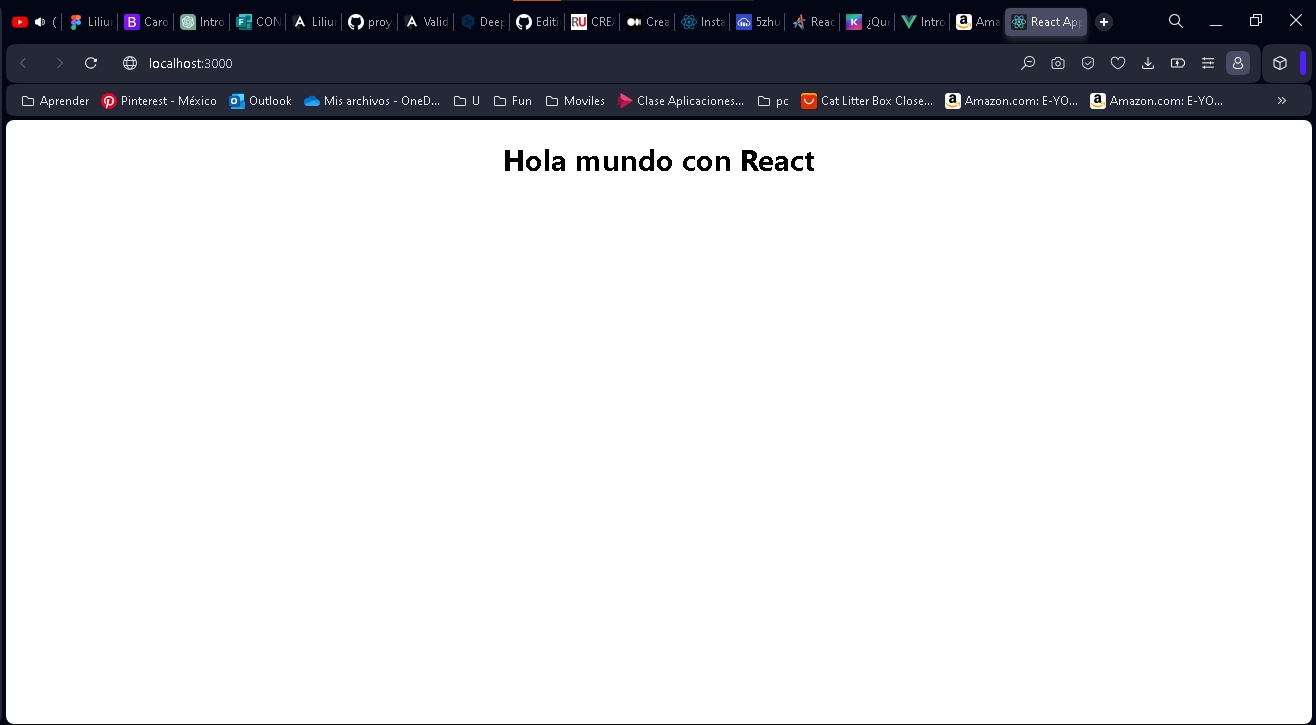 ( Liliur Caro Intro CON Liliur proy Valid Deep Editi CREA Crea Insta 5zhu Reac ¿Qu Intro Ama React App
localhost:3000
Aprender Pinterest - México Outlook Mis archivos - OneD... U Fun Moviles Clase Aplicaciones... pc Cat Litter Box Close... Amazon.com: E-YO... Amazon.com: E-YO... »
Hola mundo con React